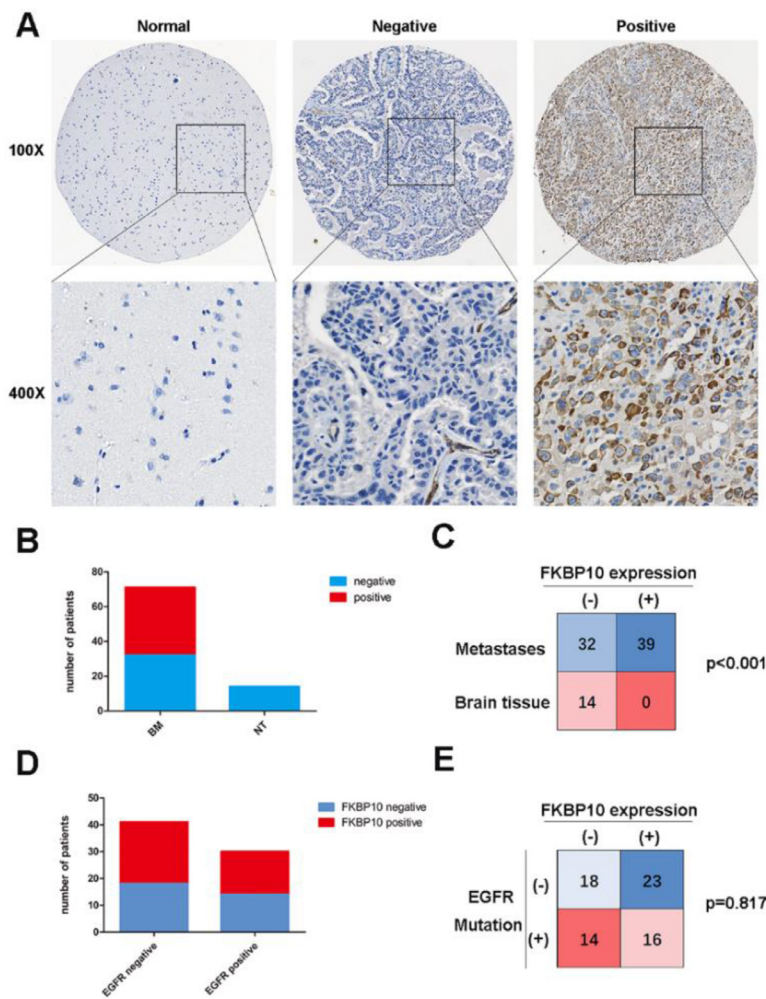 A
Normal
Negative
Positive
100X
400X
B
number of patients
80
60
40
20
0
BM
NT
negative
positive
C
FKBP10 expression
(-) (+)
Metastases 32 39
Brain tissue 14 0
p<0.001
D
number of patients
50
40
30
20
10
0
EGFR negative
EGFR positive
FKBP10 negative
FKBP10 positive
E
FKBP10 expression
(-) (+)
EGFR
Mutation
(-) 18 23
(+) 14 16
p=0.817